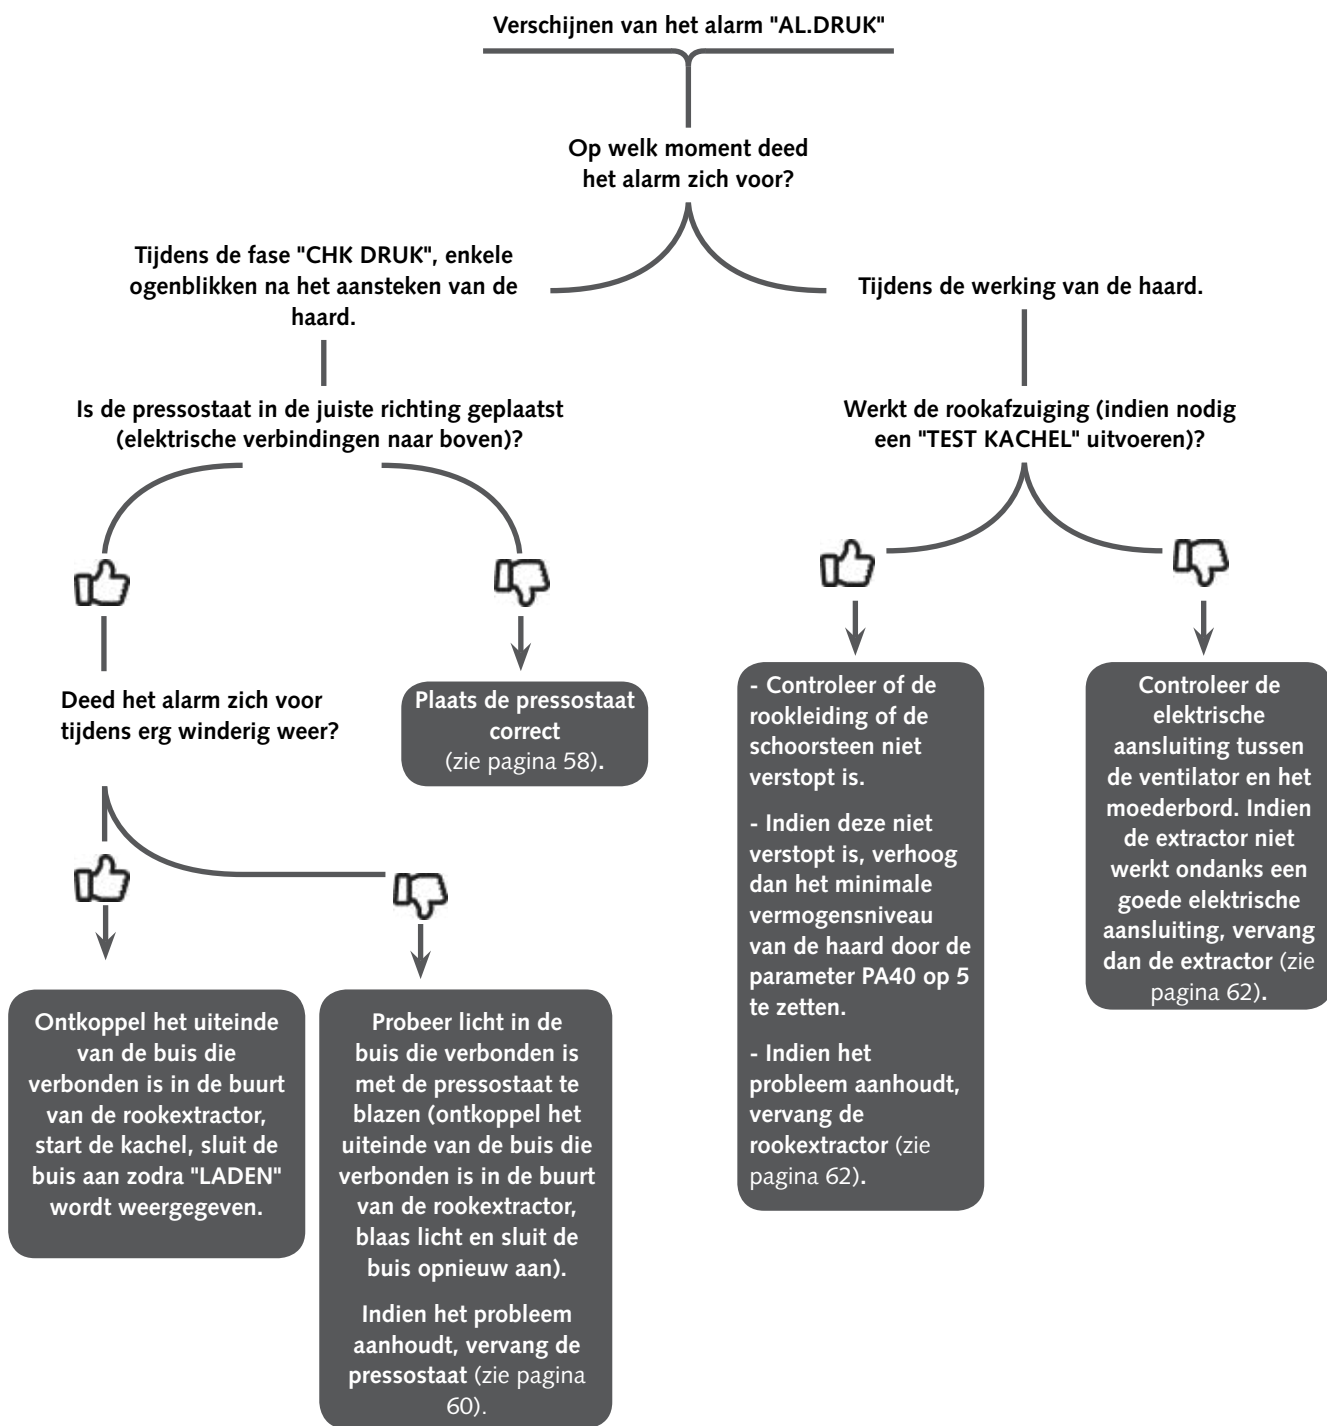 Verschijnen van het alarm "AL.DRUK"
Op welk moment deed
het alarm zich voor?
Tijdens de fase "CHK DRUK", enkele
ogenblikken na het aansteken van de
haard.
Tijdens de werking van de haard.
Is de pressostaat in de juiste richting geplaatst
(elektrische verbindingen naar boven)?
Werkt de rookafzuiging (indien nodig
een "TEST KACHEL" uitvoeren)?
Deed het alarm zich voor
tijdens erg winderig weer?
Plaats de pressostaat
correct
(zie pagina 58).
- Controleer of de
rookleiding of de
schoorsteen niet
verstopt is.
- Indien deze niet
verstopt is, verhoog
dan het minimale
vermogensniveau
van de haard door de
parameter PA40 op 5
te zetten.
- Indien het
probleem aanhoudt,
vervang de
rookextractor (zie
pagina 62).
Controleer de
elektrische
aansluiting tussen
de ventilator en het
moederbord. Indien
de extractor niet
werkt ondanks een
goede elektrische
aansluiting, vervang
dan de extractor (zie
pagina 62).
Ontkoppel het uiteinde
van de buis die
verbonden is in de buurt
van de rookextractor,
start de kachel, sluit de
buis aan zodra "LADEN"
wordt weergegeven.
Probeer licht in de
buis die verbonden is
met de pressostaat te
blazen (ontkoppel het
uiteinde van de buis die
verbonden is in de buurt
van de rookextractor,
blaas licht en sluit de
buis opnieuw aan).
Indien het probleem
aanhoudt, vervang de
pressostaat (zie pagina
60).